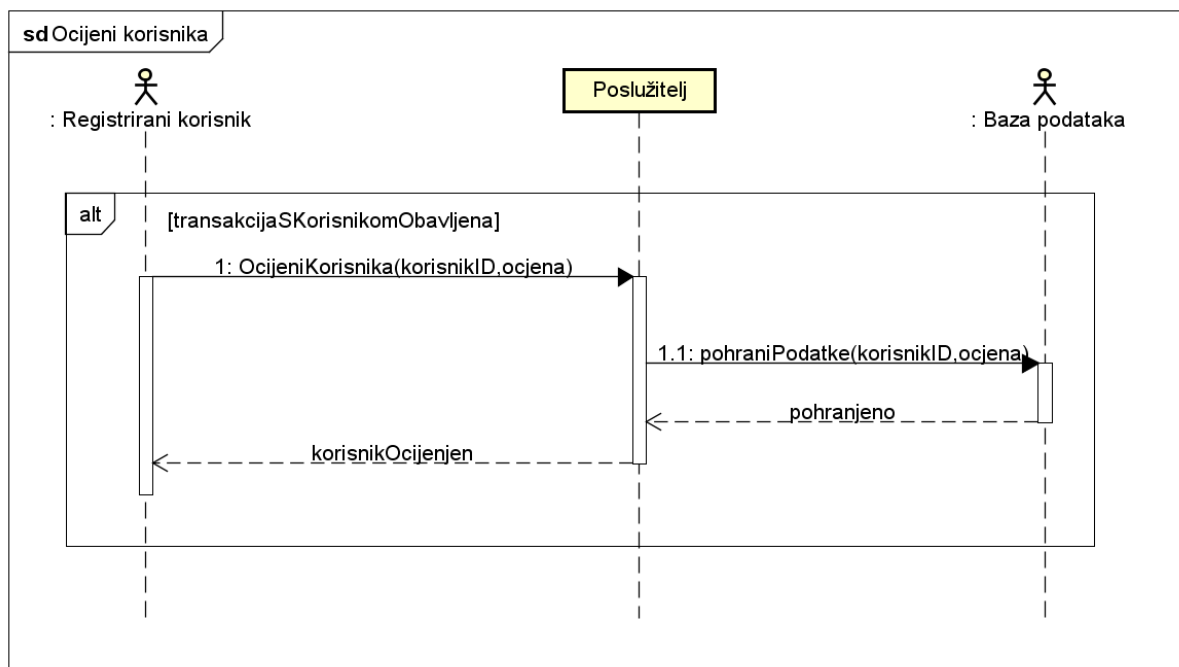 sd Ocijeni korisnika
: Registrirani korisnik
Poslužitelj
: Baza podataka
alt
[transakcijaSKorisnikomObavljena]
1: OcijeniKorisnika(korisnikID,ocjena)
1.1: pohraniPodatke(korisnikID,ocjena)
pohranjeno
korisnikOcijenjen